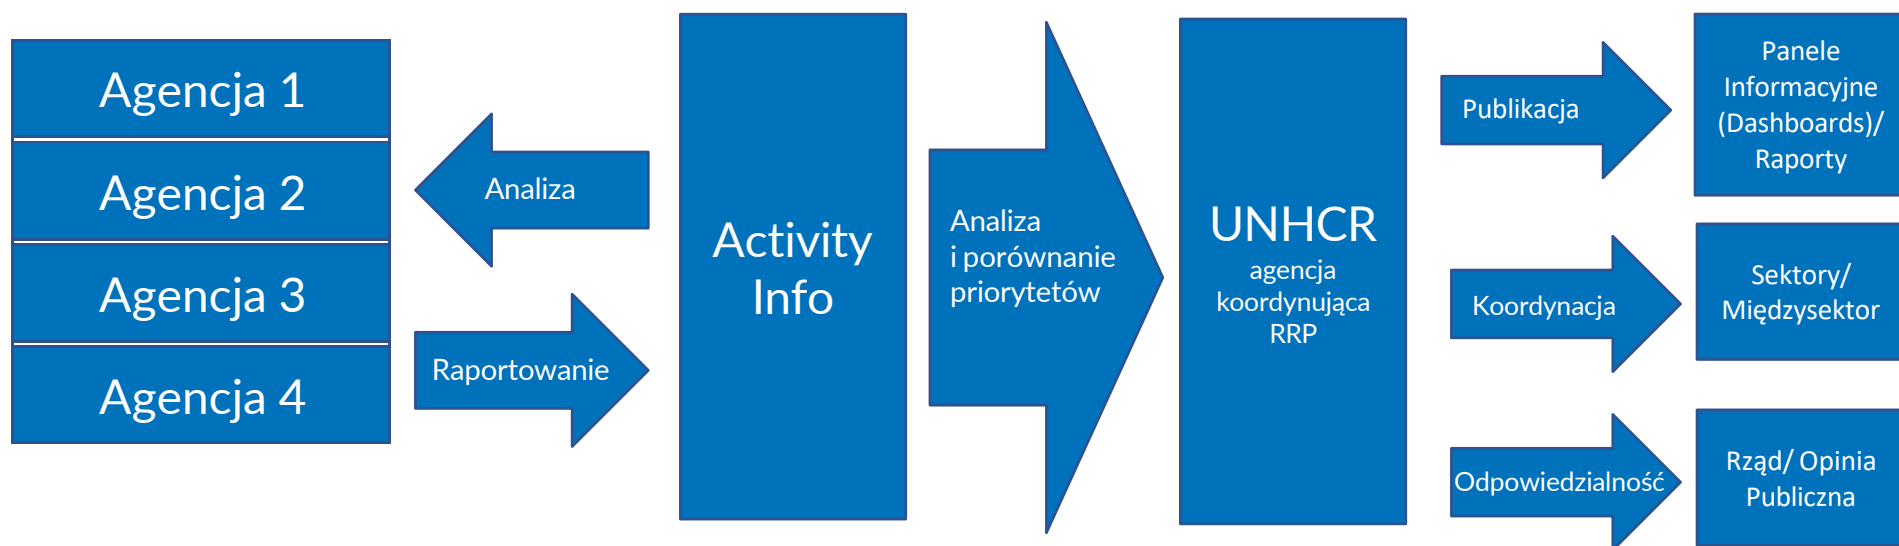 Agencja 1
Agencja 2
Agencja 3
Agencja 4
Analiza
Raportowanie
Activity
Info
Analiza
i porównanie
priorytetów
UNHCR
agencja
koordynująca
RRP
Publikacja
Koordynacja
Odpowiedzialność
Panele
Informacyjne
(Dashboards)/
Raporty
Sektory/
Międzysektor
Rząd/ Opinia
Publiczna